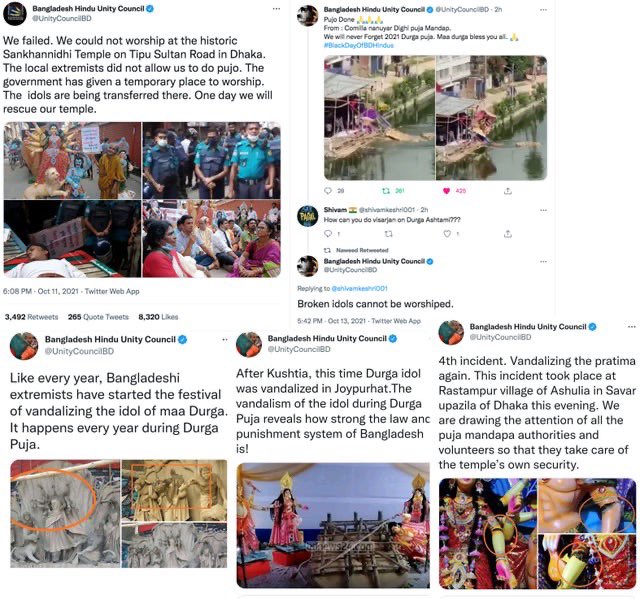 Bangladesh Hindu Unity Council
@UnityCouncilBD
We failed. We could not worship at the historic
Sankhannidhi Temple on Tipu Sultan Road in Dhaka.
The local extremists did not allow us to do pujo. The
government has given a temporary place to worship.
The idols are being transferred there. One day we will
rescue our temple.
6:08 PM · Oct 11, 2021 · Twitter Web App
3,492 Retweets 265 Quote Tweets 8,320 Likes
Bangladesh Hindu Unity Council @UnityCouncilBD · 2h
Pujo Done 🙏🙏🙏🙏
From : Comilla nanuyar Dighi puja Mandap.
We will never Forget 2021 Durga puja. Maa durga bless you all. 🙏
#BlackDayOfBDHindus
28 261 425
Shivam 🇮🇳 @shivamkeshri001 · 2h
How can you do visarjan on Durga Ashtami???
1 1
Naweed Retweeted
Bangladesh Hindu Unity Council
@UnityCouncilBD
Replying to @shivamkeshri001
Broken idols cannot be worshiped.
5:42 PM · Oct 13, 2021 · Twitter Web App
Bangladesh Hindu Unity Council
@UnityCouncilBD
Like every year, Bangladeshi
extremists have started the festival
of vandalizing the idol of maa Durga.
It happens every year during Durga
Puja.
Bangladesh Hindu Unity Council
@UnityCouncilBD
After Kushtia, this time Durga idol
was vandalized in Joypurhat.The
vandalism of the idol during Durga
Puja reveals how strong the law and
punishment system of Bangladesh
is!
Bangladesh Hindu Unity Council
@UnityCouncilBD
4th incident. Vandalizing the pratima
again. This incident took place at
Rastampur village of Ashulia in Savar
upazila of Dhaka this evening. We
are drawing the attention of all the
puja mandapa authorities and
volunteers so that they take care of
the temple's own security.